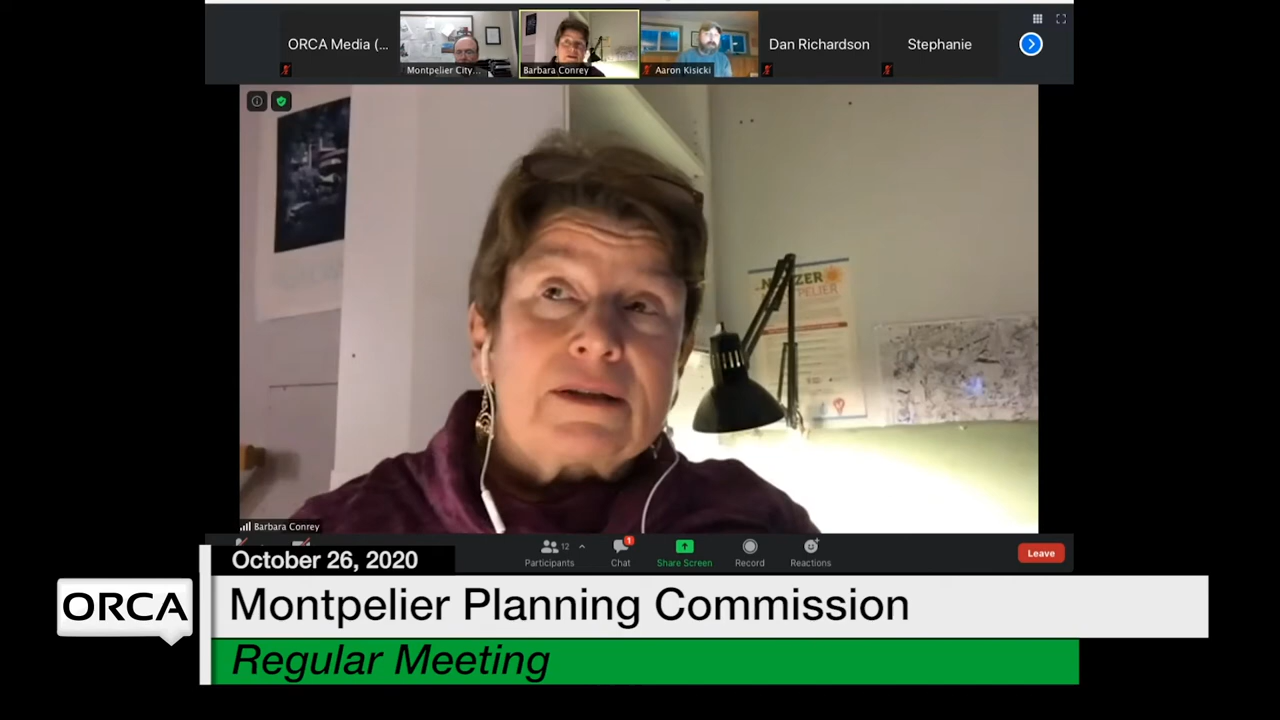 ORCA Media (...
Montpelier City...
Barbara Conrey
Aaron Kisicki
Dan Richardson
Stephanie
Barbara Conrey
12
Participants
1
Chat
Share Screen
Record
Reactions
Leave
October 26, 2020
ORCA
Montpelier Planning Commission
Regular Meeting